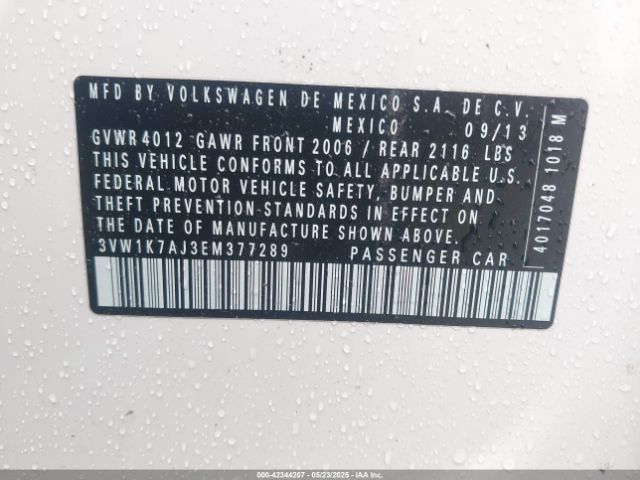 MFD BY VOLKSWAGEN DE MEXICO S.A. DE C.V.
MEXICO 09/13
GVWR 4012 GAWR FRONT 2006 / REAR 2116 LBS
THIS VEHICLE CONFORMS TO ALL APPLICABLE U.S.
FEDERAL MOTOR VEHICLE SAFETY, BUMPER AND
THEFT PREVENTION STANDARDS IN EFFECT ON
THE DATE OF MANUFACTURE SHOWN ABOVE.
3VW1K7AJ3EM377289 PASSENGER CAR
4017048 1018 M
000-42344207 - 05/23/2025 - IAAI.COM